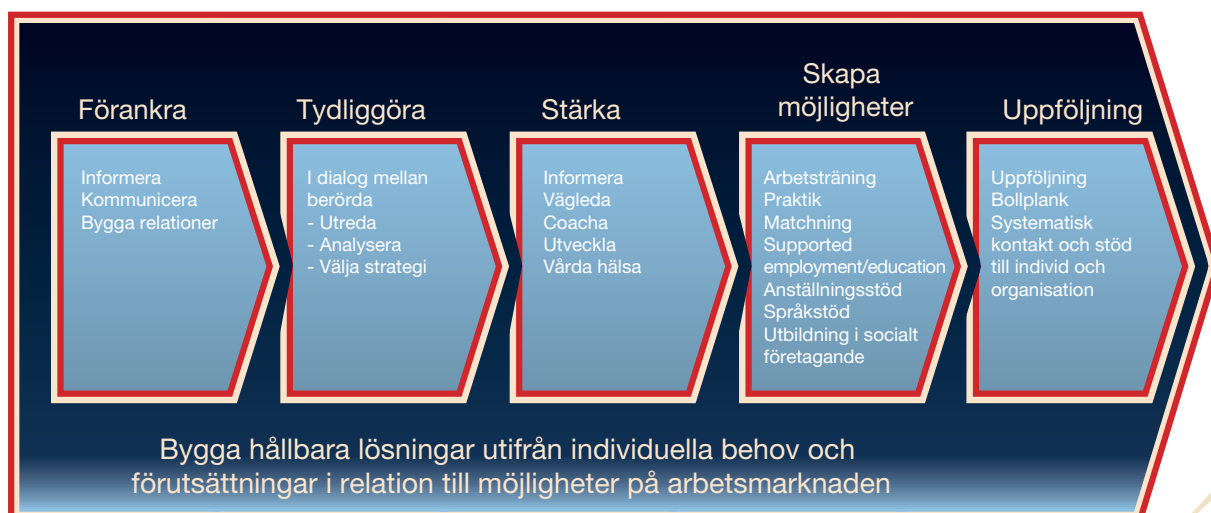 Förankra
Informera
Kommunicera
Bygga relationer
Tydliggöra
I dialog mellan
berörda
- Utreda
- Analysera
- Välja strategi
Stärka
Informera
Vägleda
Coacha
Utveckla
Vårda hälsa
Skapa
möjligheter
Arbetsträning
Praktik
Matchning
Supported
employment/education
Anställningsstöd
Språkstöd
Utbildning i socialt
företagande
Uppföljning
Uppföljning
Bollplank
Systematisk
kontakt och stöd
till individ och
organisation
Bygga hållbara lösningar utifrån individuella behov och
förutsättningar i relation till möjligheter på arbetsmarknaden